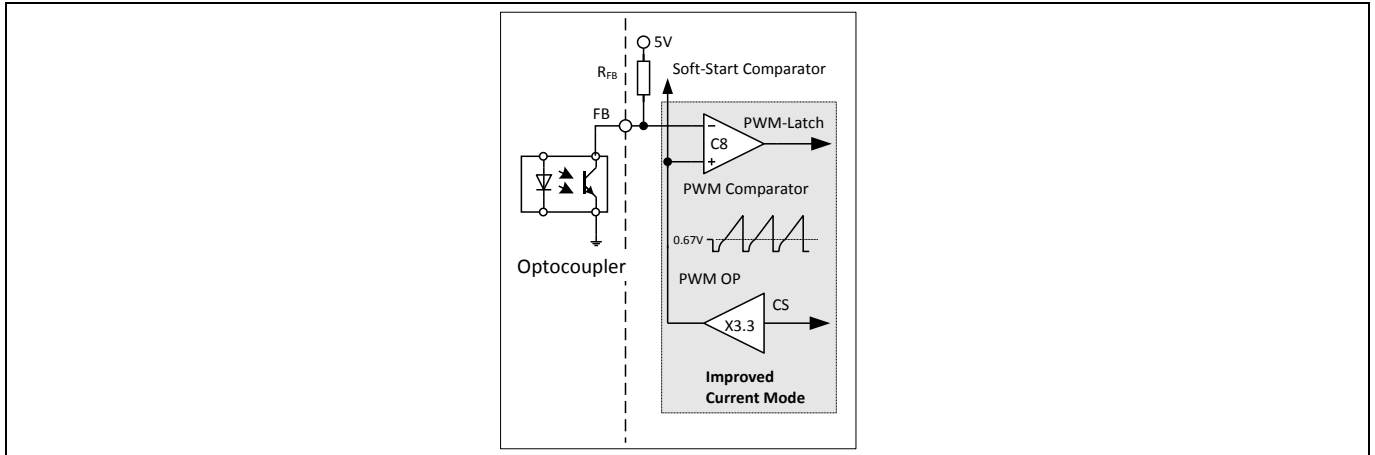 5V
R_FB
Soft-Start Comparator
FB
PWM-Latch
−
C8
+
PWM Comparator
0.67V
PWM OP
Optocoupler
CS
X3.3
Improved
Current Mode